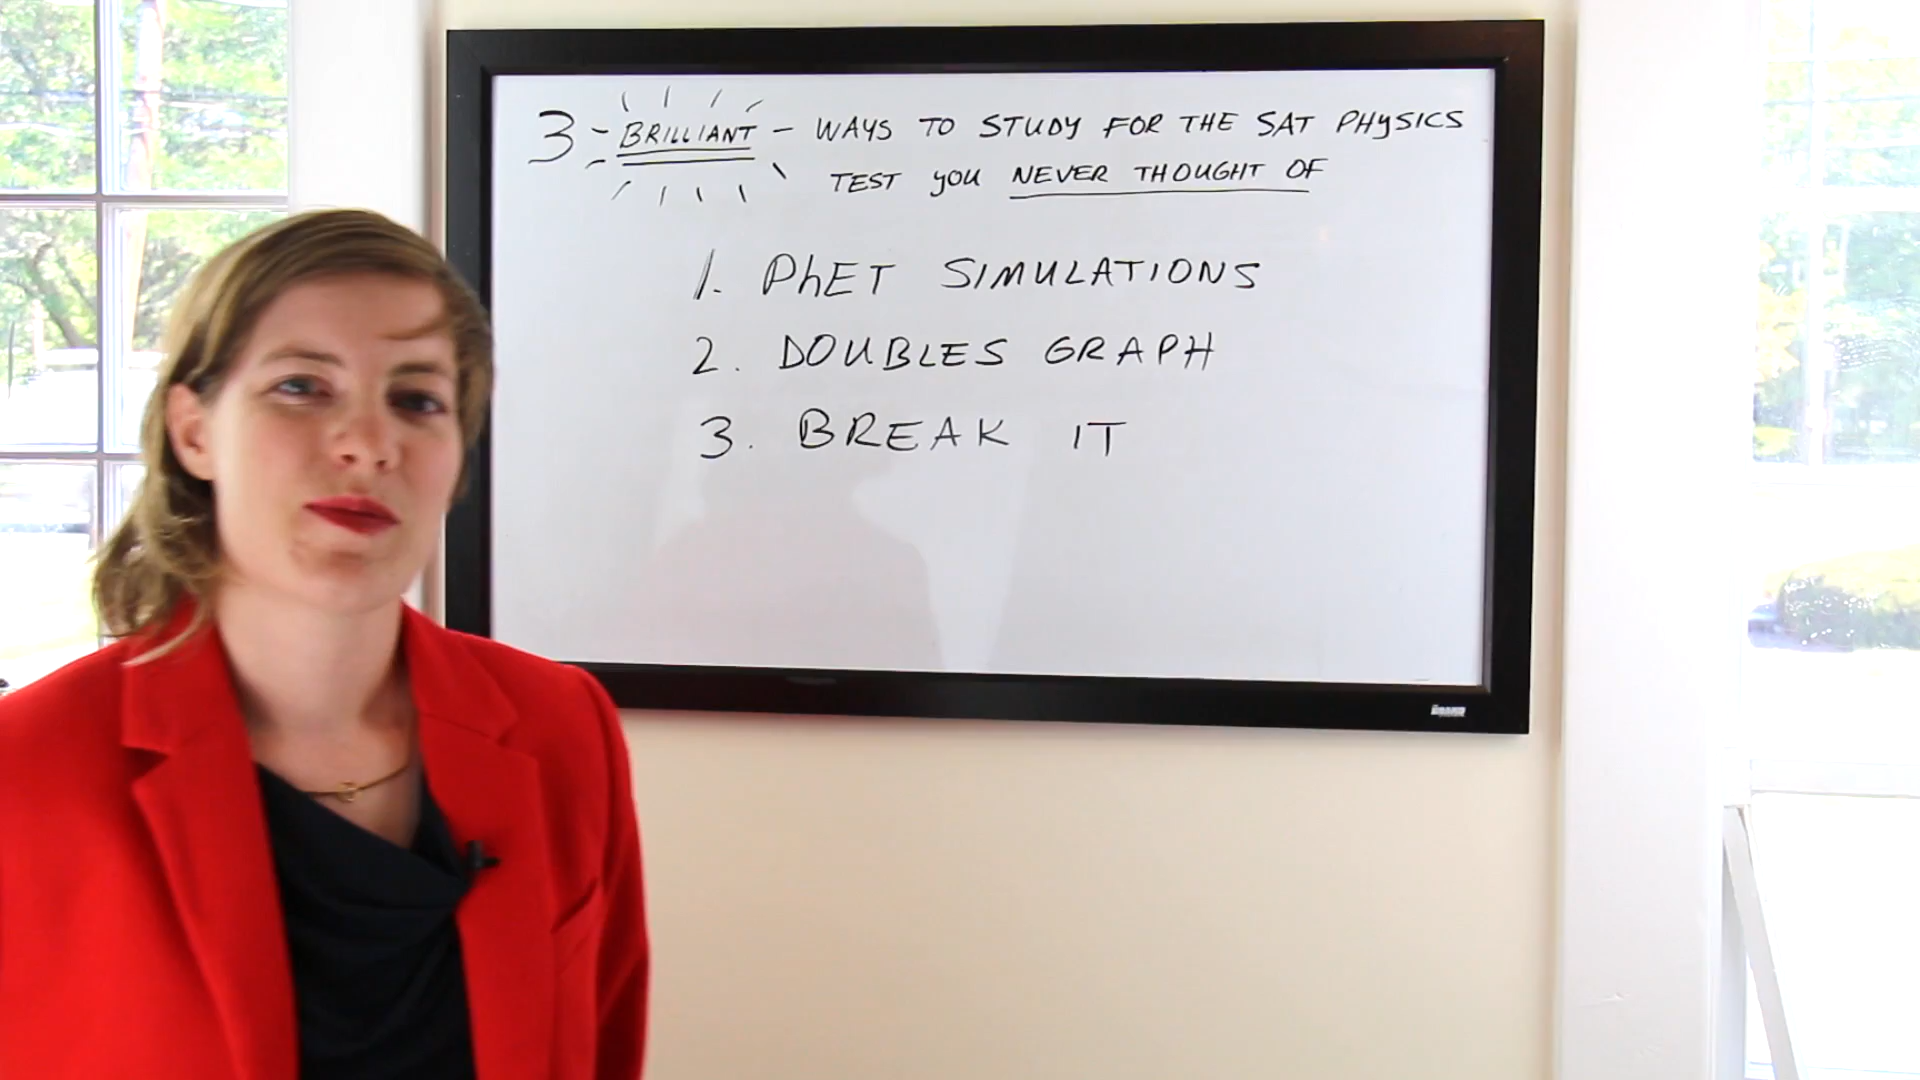 3 - BRILLIANT - WAYS TO STUDY FOR THE SAT PHYSICS
TEST YOU NEVER THOUGHT OF
1. PhET SIMULATIONS
2. DOUBLES GRAPH
3. BREAK IT